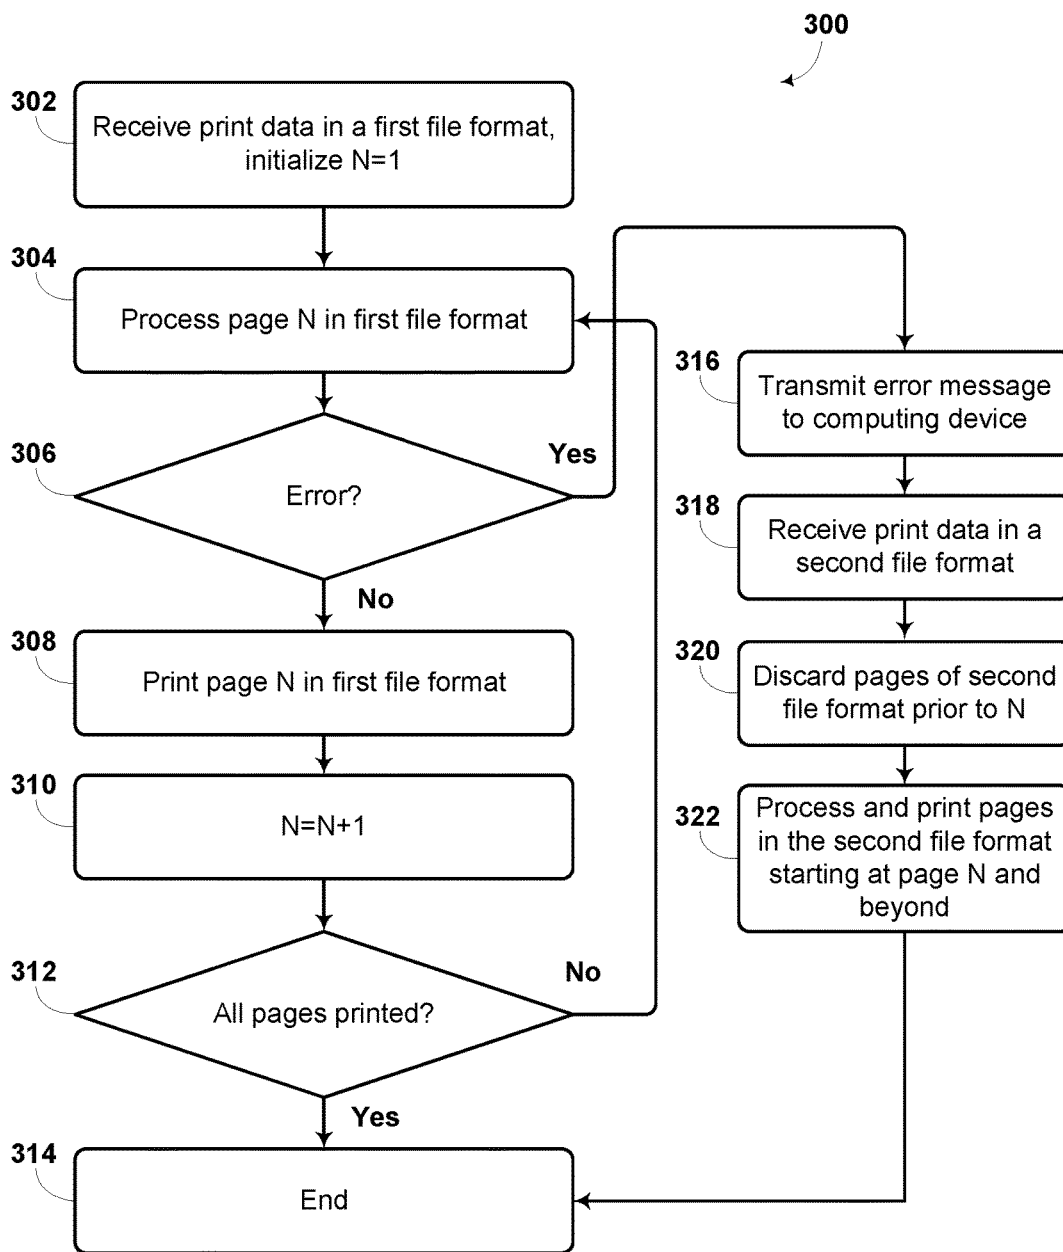 300
302
Receive print data in a first file format,
initialize N=1
304
Process page N in first file format
306
Error?
Yes
No
308
Print page N in first file format
310
N=N+1
312
All pages printed?
No
Yes
314
End
316
Transmit error message
to computing device
318
Receive print data in a
second file format
320
Discard pages of second
file format prior to N
322
Process and print pages
in the second file format
starting at page N and
beyond